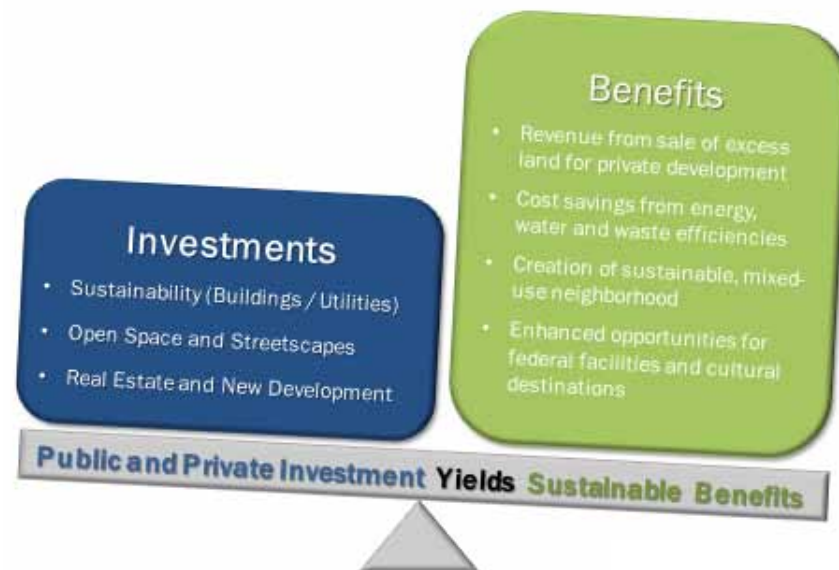 Investments
• Sustainability (Buildings / Utilities)
• Open Space and Streetscapes
• Real Estate and New Development
Benefits
• Revenue from sale of excess
land for private development
• Cost savings from energy,
water and waste efficiencies
• Creation of sustainable, mixed-
use neighborhood
• Enhanced opportunities for
federal facilities and cultural
destinations
Public and Private Investment Yields Sustainable Benefits